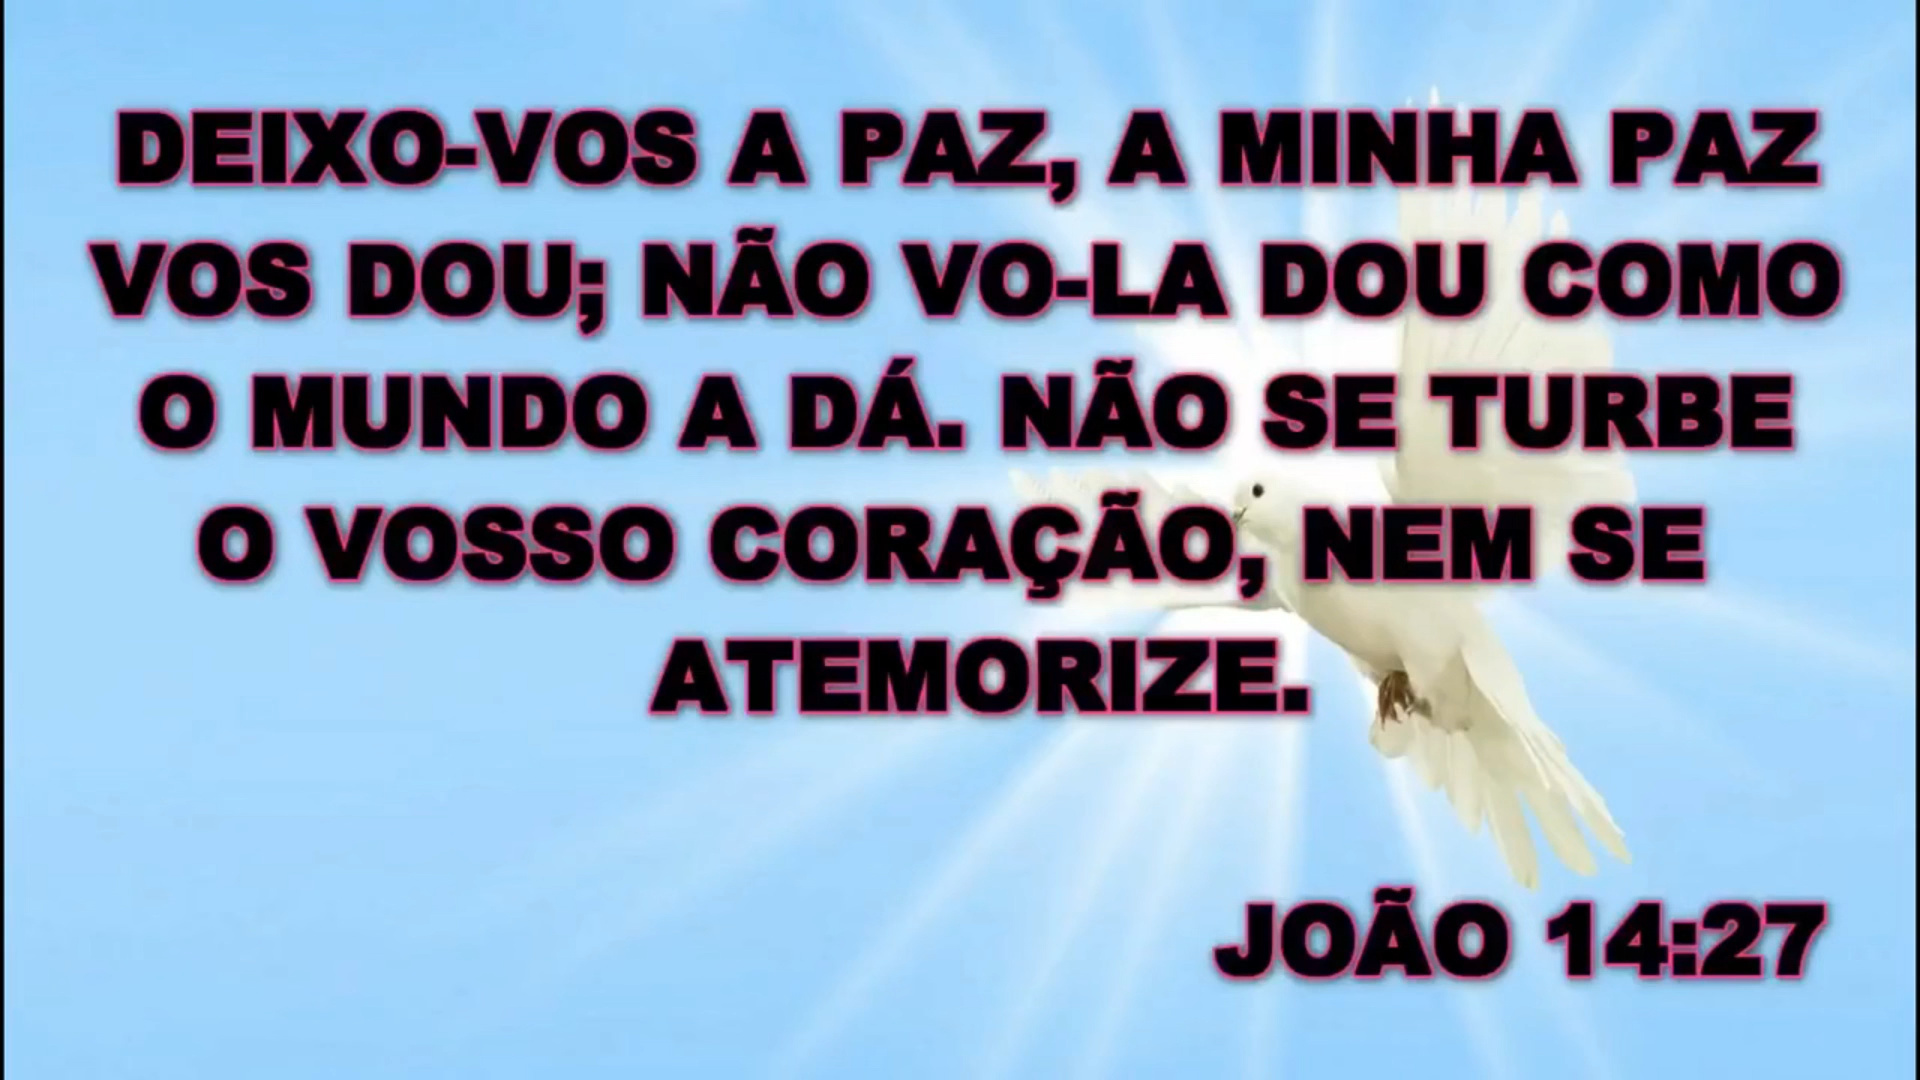 DEIXO-VOS A PAZ, A MINHA PAZ
VOS DOU; NÃO VO-LA DOU COMO
O MUNDO A DÁ. NÃO SE TURBE
O VOSSO CORAÇÃO, NEM SE
ATEMORIZE.
JOÃO 14:27